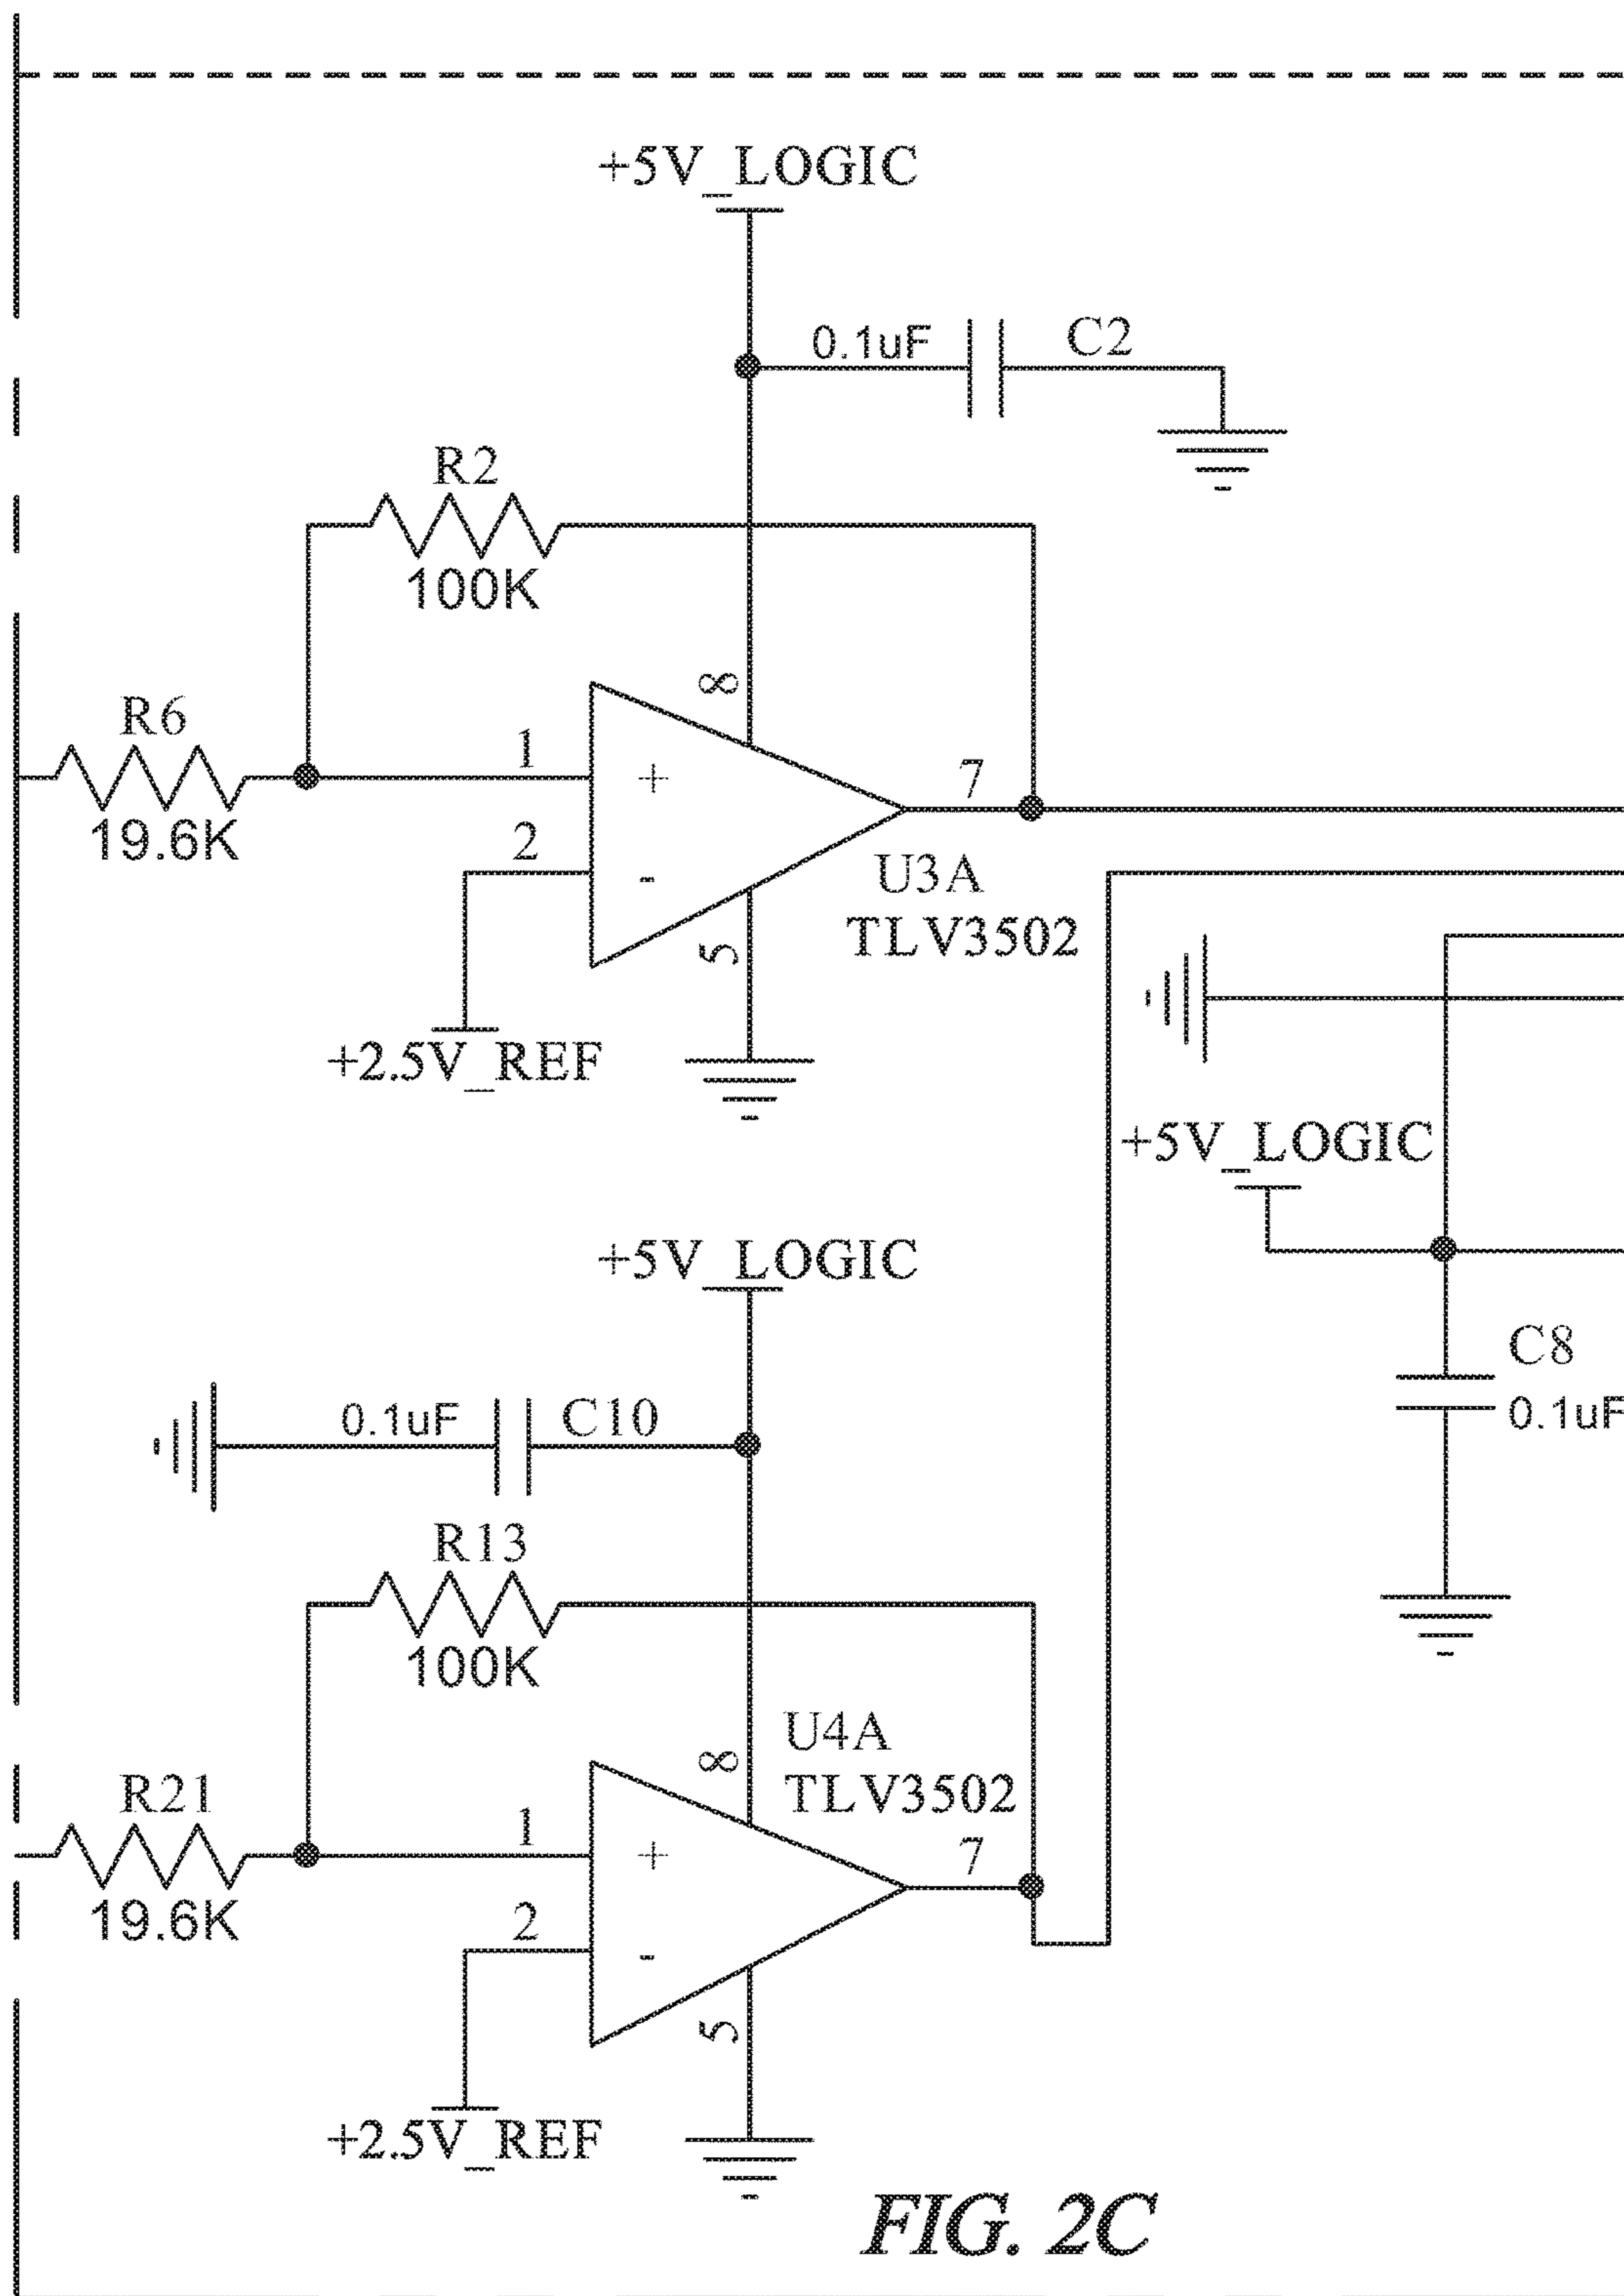 +5V_LOGIC
0.1uF
C2
R2
100K
8
R6
19.6K
1
+
7
2
-
U3A
TLV3502
5
+2.5V_REF
+5V_LOGIC
+5V_LOGIC
C8
0.1uF
0.1uF
C10
R13
100K
U4A
TLV3502
8
R21
19.6K
1
+
7
2
-
5
+2.5V_REF
FIG. 2C